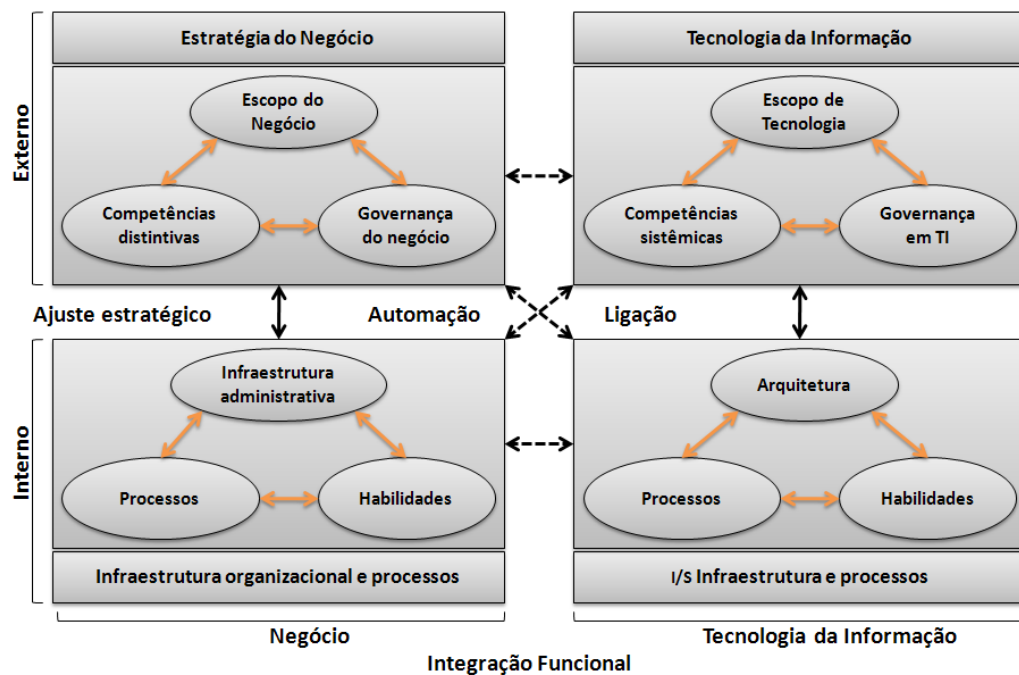 Estratégia do Negócio
Tecnologia da Informação
Externo
Escopo do
Negócio
Competências
distintivas
Governança
do negócio
Escopo de
Tecnologia
Competências
sistêmicas
Governança
em TI
Ajuste estratégico
Automação
Ligação
Interno
Infraestrutura
administrativa
Processos
Habilidades
Arquitetura
Processos
Habilidades
Infraestrutura organizacional e processos
I/S Infraestrutura e processos
Negócio
Tecnologia da Informação
Integração Funcional